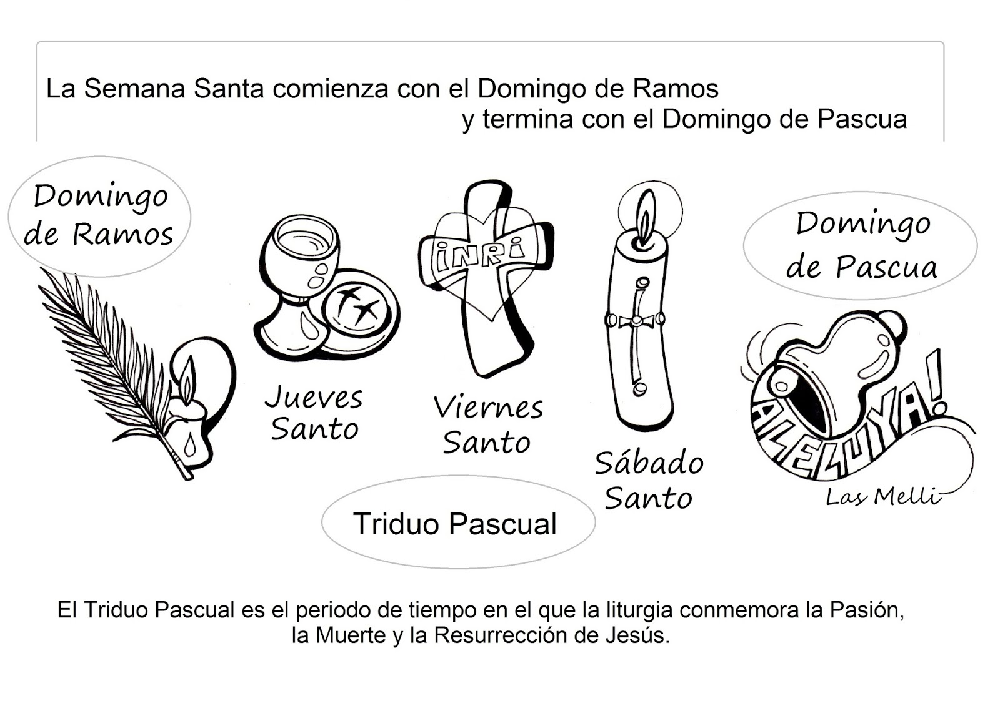 La Semana Santa comienza con el Domingo de Ramos
y termina con el Domingo de Pascua
Domingo
de Ramos
Jueves
Santo
INRI
Viernes
Santo
Sábado
Santo
Domingo
de Pascua
ALELUYA!
Las Melli
Triduo Pascual
El Triduo Pascual es el periodo de tiempo en el que la liturgia conmemora la Pasión,
la Muerte y la Resurrección de Jesús.